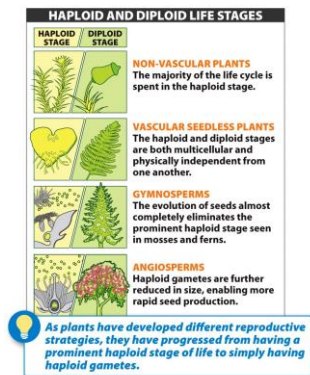 HAPLOID AND DIPLOID LIFE STAGES
HAPLOID STAGE
DIPLOID STAGE
NON-VASCULAR PLANTS
The majority of the life cycle is
spent in the haploid stage.
VASCULAR SEEDLESS PLANTS
The haploid and diploid stages
are both multicellular and
physically independent from
one another.
GYMNOSPERMS
The evolution of seeds almost
completely eliminates the
prominent haploid stage seen
in mosses and ferns.
ANGIOSPERMS
Haploid gametes are further
reduced in size, enabling more
rapid seed production.
As plants have developed different reproductive
strategies, they have progressed from having a
prominent haploid stage of life to simply having
haploid gametes.